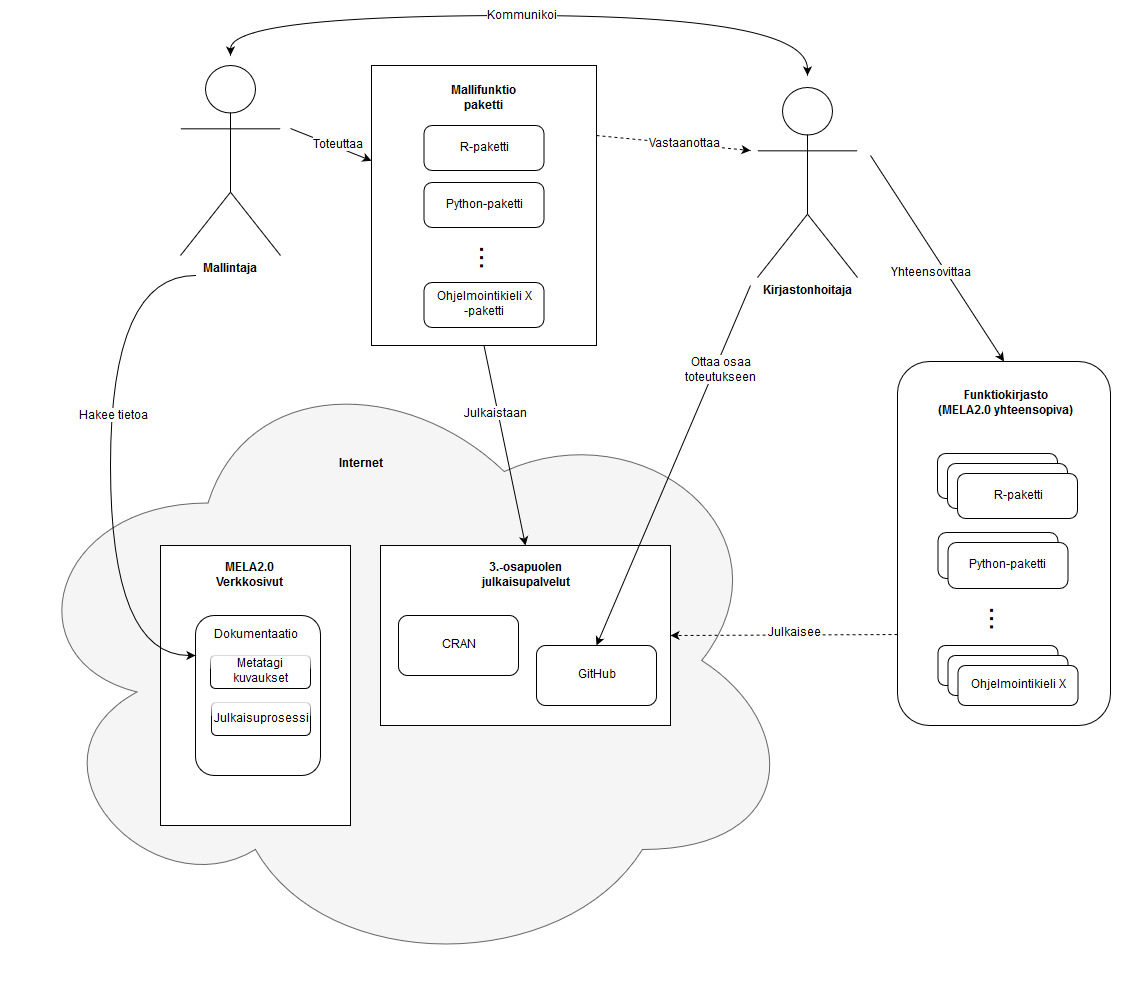 Kommunikoi
Mallifunktio
paketti
R-paketti
Python-paketti
Ohjelmointikieli X
-paketti
Toteuttaa
Vastaanottaa
Mallintaja
Kirjastonhoitaja
Yhteensovittaa
Ottaa osaa
toteutukseen
Hakee tietoa
Julkaistaan
Internet
Funktiokirjasto
(MELA2.0 yhteensopiva)
R-paketti
Python-paketti
Ohjelmointikieli X
Julkaisee
MELA2.0
Verkkosivut
Dokumentaatio
Metatagi
kuvaukset
Julkaisuprosessi
3.-osapuolen
julkaisupalvelut
CRAN
GitHub